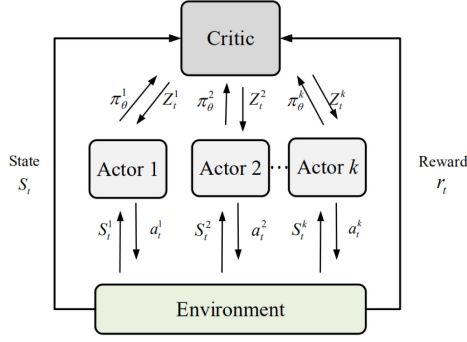 Critic
π_θ^1 Z_t^1 π_θ^2 Z_t^2 π_θ^k Z_t^k
State
S_t
Actor 1 Actor 2 ··· Actor k
Reward
r_t
S_t^1 a_t^1 S_t^2 a_t^2 S_t^k a_t^k
Environment